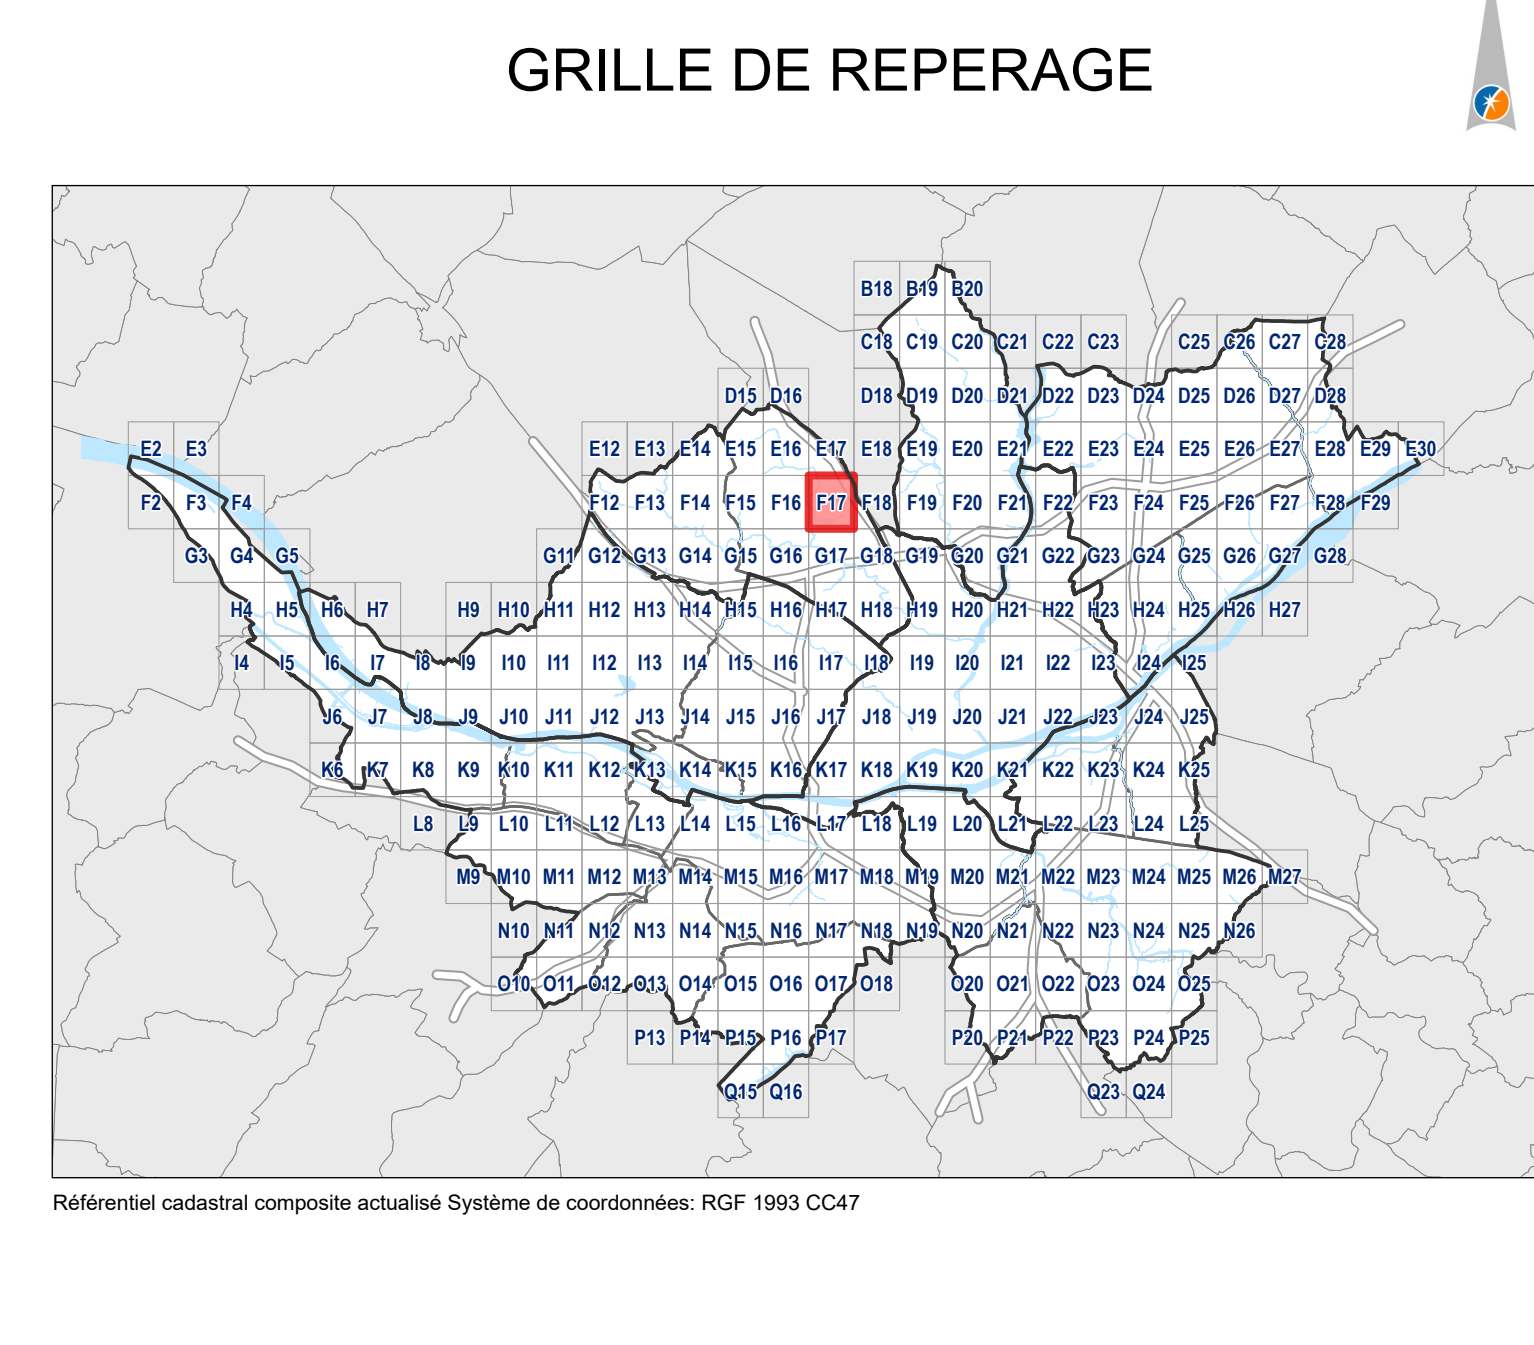 GRILLE DE REPERAGE
B18 B19 B20
C18 C19 C20 C21 C22 C23 C25 C26 C27 C28
D15 D16 D18 D19 D20 D21 D22 D23 D24 D25 D26 D27 D28
E2 E3 E12 E13 E14 E15 E16 E17 E18 E19 E20 E21 E22 E23 E24 E25 E26 E27 E28 E29 E30
F2 F3 F4 F12 F13 F14 F15 F16 F17 F18 F19 F20 F21 F22 F23 F24 F25 F26 F27 F28 F29
G3 G4 G5 G11 G12 G13 G14 G15 G16 G17 G18 G19 G20 G21 G22 G23 G24 G25 G26 G27 G28
H4 H5 H6 H7 H9 H10 H11 H12 H13 H14 H15 H16 H17 H18 H19 H20 H21 H22 H23 H24 H25 H26 H27
I4 I5 I6 I7 I8 I9 I10 I11 I12 I13 I14 I15 I16 I17 I18 I19 I20 I21 I22 I23 I24 I25
J6 J7 J8 J9 J10 J11 J12 J13 J14 J15 J16 J17 J18 J19 J20 J21 J22 J23 J24 J25
K6 K7 K8 K9 K10 K11 K12 K13 K14 K15 K16 K17 K18 K19 K20 K21 K22 K23 K24 K25
L8 L9 L10 L11 L12 L13 L14 L15 L16 L17 L18 L19 L20 L21 L22 L23 L24 L25
M9 M10 M11 M12 M13 M14 M15 M16 M17 M18 M19 M20 M21 M22 M23 M24 M25 M26 M27
N10 N11 N12 N13 N14 N15 N16 N17 N18 N19 N20 N21 N22 N23 N24 N25 N26
O10 O11 O12 O13 O14 O15 O16 O17 O18 O20 O21 O22 O23 O24 O25
P13 P14 P15 P16 P17 P20 P21 P22 P23 P24 P25
Q15 Q16 Q23 Q24
Référentiel cadastral composite actualisé Système de coordonnées: RGF 1993 CC47